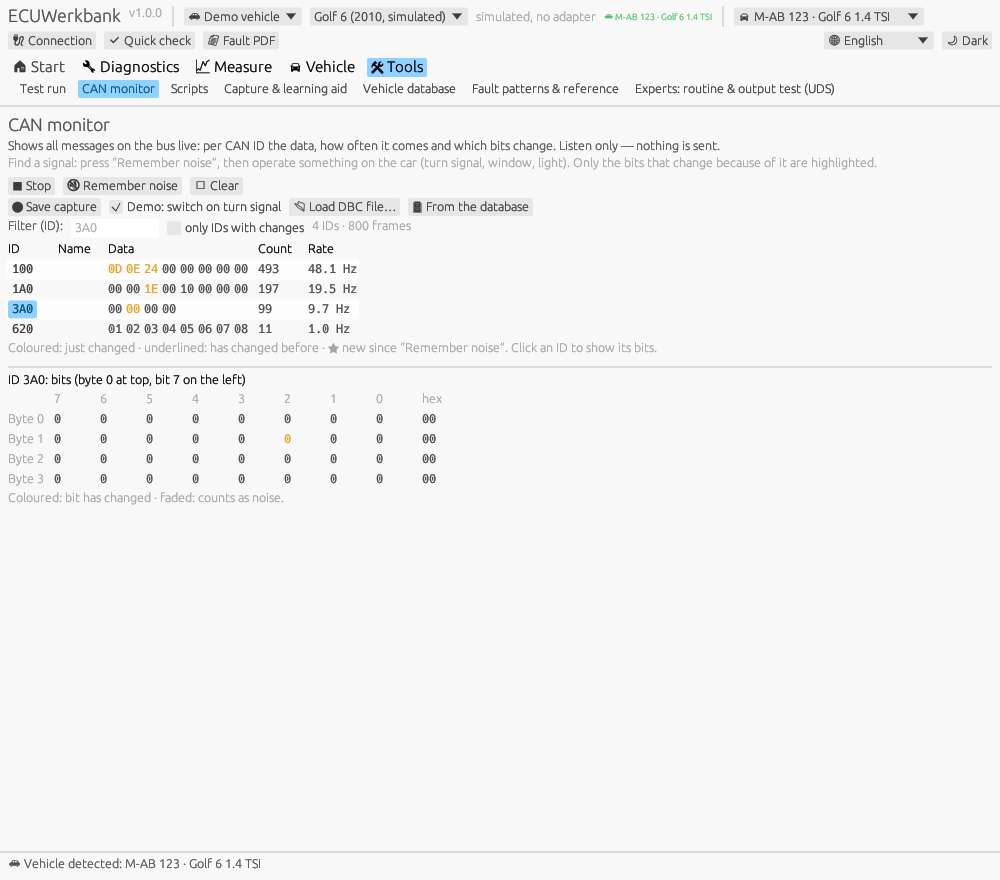 ECUWerkbank v1.0.0 Demo vehicle Golf 6 (2010, simulated) simulated, no adapter M-AB 123 · Golf 6 1.4 TSI M-AB 123 · Golf 6 1.4 TSI
Connection Quick check Fault PDF English Dark
Start Diagnostics Measure Vehicle Tools
Test run CAN monitor Scripts Capture & learning aid Vehicle database Fault patterns & reference Experts: routine & output test (UDS)
CAN monitor
Shows all messages on the bus live: per CAN ID the data, how often it comes and which bits change. Listen only — nothing is sent.
Find a signal: press "Remember noise", then operate something on the car (turn signal, window, light). Only the bits that change because of it are highlighted.
Stop Remember noise Clear
Save capture Demo: switch on turn signal Load DBC file… From the database
Filter (ID): 3A0 only IDs with changes 4 IDs · 800 frames
ID Name Data Count Rate
100 0D 0E 24 00 00 00 00 00 493 48.1 Hz
1A0 00 00 1E 00 10 00 00 00 197 19.5 Hz
3A0 00 00 00 00 99 9.7 Hz
620 01 02 03 04 05 06 07 08 11 1.0 Hz
Coloured: just changed · underlined: has changed before · ★ new since "Remember noise". Click an ID to show its bits.
ID 3A0: bits (byte 0 at top, bit 7 on the left)
7 6 5 4 3 2 1 0 hex
Byte 0 0 0 0 0 0 0 0 0 00
Byte 1 0 0 0 0 0 0 0 0 00
Byte 2 0 0 0 0 0 0 0 0 00
Byte 3 0 0 0 0 0 0 0 0 00
Coloured: bit has changed · faded: counts as noise.
Vehicle detected: M-AB 123 · Golf 6 1.4 TSI